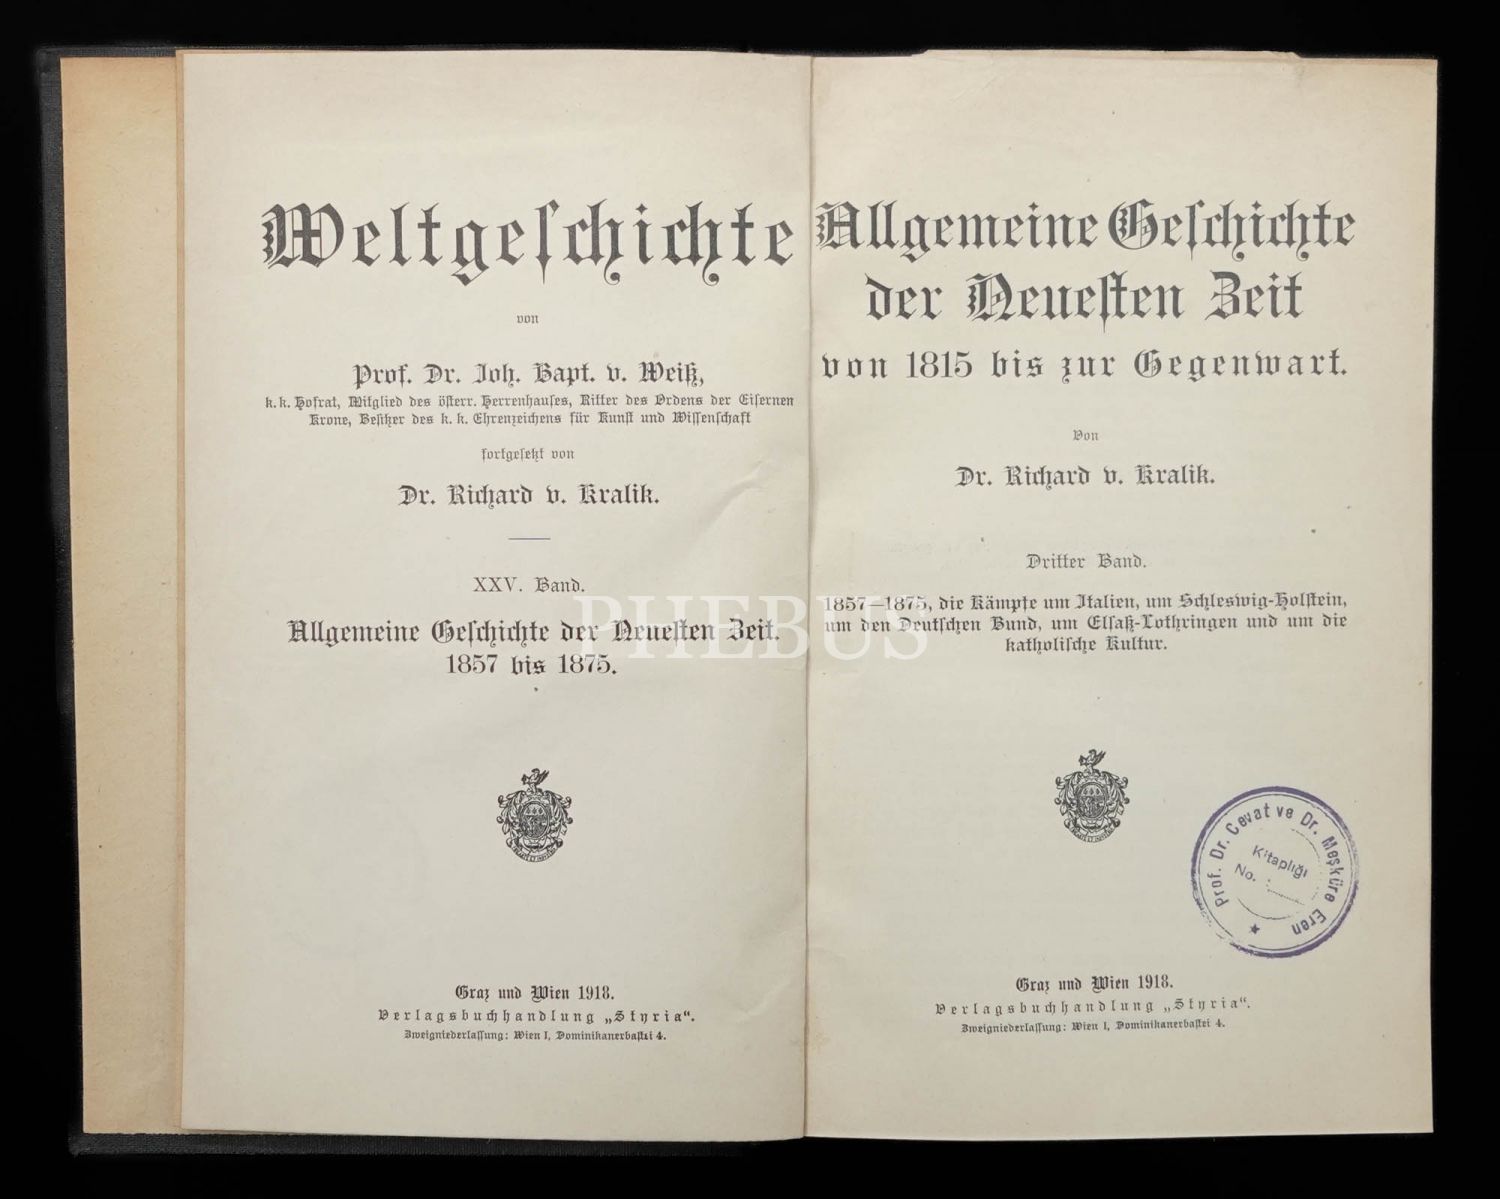 Weltgeschichte
von
Prof. Dr. Joh. Bapt. v. Weiß,
k. k. Hofrat, Mitglied des österr. Herrenhauses, Ritter des Ordens der Eisernen
Krone, Besitzer des k. k. Ehrenzeichens für Kunst und Wissenschaft
fortgesetzt von
Dr. Richard v. Kralik.
XXV. Band.
Allgemeine Geschichte der Neuesten Zeit.
1857 bis 1875.
Graz und Wien 1918.
Verlagsbuchhandlung „Styria“.
Zweigniederlassung: Wien I, Dominikanerbastei 4.
Allgemeine Geschichte
der Neuesten Zeit
von 1815 bis zur Gegenwart.
Von
Dr. Richard v. Kralik.
Dritter Band.
1857—1875, die Kämpfe um Italien, um Schleswig-Holstein,
um den Deutschen Bund, um Elsaß-Lothringen und um die
katholische Kultur.
Prof. Dr. Cevat ve Dr. Meşküre Eren
Kitaplığı
No. :
Graz und Wien 1918.
Verlagsbuchhandlung „Styria“.
Zweigniederlassung: Wien I, Dominikanerbastei 4.
PHEBUS